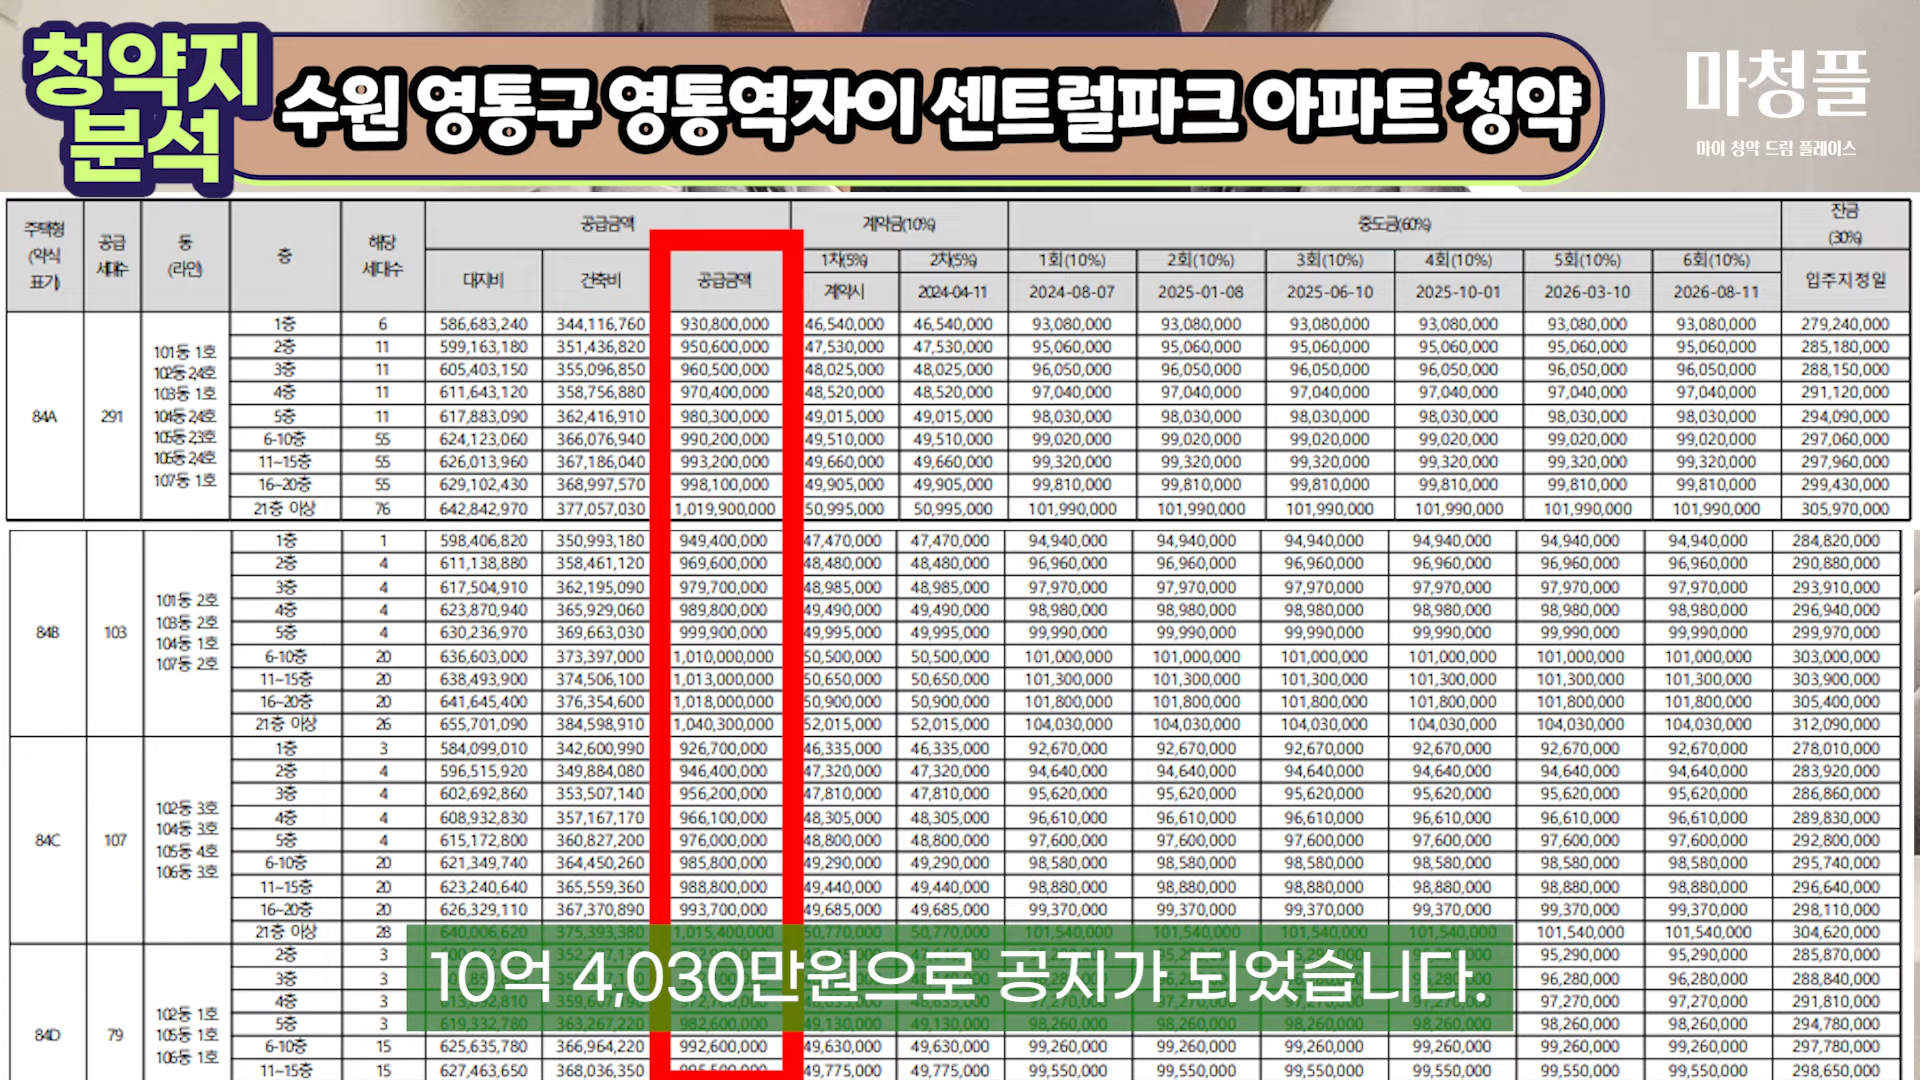 청약지
분석
수원 영통구 영통역자이 센트럴파크 아파트 청약
마청플
마이 청약 드림 플레이스
주택형 (약식 표기) 공급 세대수 동 (라인) 층 해당 세대수 공급금액 계약금(10%) 중도금(60%) 잔금 (30%)
대지비 건축비 공급금액 1차(5%) 2차(5%) 1회(10%) 2회(10%) 3회(10%) 4회(10%) 5회(10%) 6회(10%) 입주지정일
계약시 2024-04-11 2024-08-07 2025-01-08 2025-06-10 2025-10-01 2026-03-10 2026-08-11
84A 291 101동 1호 102동 2,4호 103동 1호 104동 2,4호 105동 2,3호 106동 2,4호 107동 1호
1층 6 586,683,240 344,116,760 930,800,000 46,540,000 46,540,000 93,080,000 93,080,000 93,080,000 93,080,000 93,080,000 93,080,000 279,240,000
2층 11 599,163,180 351,436,820 950,600,000 47,530,000 47,530,000 95,060,000 95,060,000 95,060,000 95,060,000 95,060,000 95,060,000 285,180,000
3층 11 605,403,150 355,096,850 960,500,000 48,025,000 48,025,000 96,050,000 96,050,000 96,050,000 96,050,000 96,050,000 96,050,000 288,150,000
4층 11 611,643,120 358,756,880 970,400,000 48,520,000 48,520,000 97,040,000 97,040,000 97,040,000 97,040,000 97,040,000 97,040,000 291,120,000
5층 11 617,883,090 362,416,910 980,300,000 49,015,000 49,015,000 98,030,000 98,030,000 98,030,000 98,030,000 98,030,000 98,030,000 294,090,000
6-10층 55 624,123,060 366,076,940 990,200,000 49,510,000 49,510,000 99,020,000 99,020,000 99,020,000 99,020,000 99,020,000 99,020,000 297,060,000
11~15층 55 626,013,960 367,186,040 993,200,000 49,660,000 49,660,000 99,320,000 99,320,000 99,320,000 99,320,000 99,320,000 99,320,000 297,960,000
16~20층 55 629,102,430 368,997,570 998,100,000 49,905,000 49,905,000 99,810,000 99,810,000 99,810,000 99,810,000 99,810,000 99,810,000 299,430,000
21층 이상 76 642,842,970 377,057,030 1,019,900,000 50,995,000 50,995,000 101,990,000 101,990,000 101,990,000 101,990,000 101,990,000 101,990,000 305,970,000
84B 103 101동 2호 103동 2호 104동 1호 107동 2호
1층 1 598,406,820 350,993,180 949,400,000 47,470,000 47,470,000 94,940,000 94,940,000 94,940,000 94,940,000 94,940,000 94,940,000 284,820,000
2층 4 611,138,880 358,461,120 969,600,000 48,480,000 48,480,000 96,960,000 96,960,000 96,960,000 96,960,000 96,960,000 96,960,000 290,880,000
3층 4 617,504,910 362,195,090 979,700,000 48,985,000 48,985,000 97,970,000 97,970,000 97,970,000 97,970,000 97,970,000 97,970,000 293,910,000
4층 4 623,870,940 365,929,060 989,800,000 49,490,000 49,490,000 98,980,000 98,980,000 98,980,000 98,980,000 98,980,000 98,980,000 296,940,000
5층 4 630,236,970 369,663,030 999,900,000 49,995,000 49,995,000 99,990,000 99,990,000 99,990,000 99,990,000 99,990,000 99,990,000 299,970,000
6-10층 20 636,603,000 373,397,000 1,010,000,000 50,500,000 50,500,000 101,000,000 101,000,000 101,000,000 101,000,000 101,000,000 101,000,000 303,000,000
11~15층 20 638,493,900 374,506,100 1,013,000,000 50,650,000 50,650,000 101,300,000 101,300,000 101,300,000 101,300,000 101,300,000 101,300,000 303,900,000
16~20층 20 641,645,400 376,354,600 1,018,000,000 50,900,000 50,900,000 101,800,000 101,800,000 101,800,000 101,800,000 101,800,000 101,800,000 305,400,000
21층 이상 26 655,701,090 384,598,910 1,040,300,000 52,015,000 52,015,000 104,030,000 104,030,000 104,030,000 104,030,000 104,030,000 104,030,000 312,090,000
84C 107 102동 3호 104동 3호 105동 4호 106동 3호
1층 3 584,099,010 342,600,990 926,700,000 46,335,000 46,335,000 92,670,000 92,670,000 92,670,000 92,670,000 92,670,000 92,670,000 278,010,000
2층 4 596,515,920 349,884,080 946,400,000 47,320,000 47,320,000 94,640,000 94,640,000 94,640,000 94,640,000 94,640,000 94,640,000 283,920,000
3층 4 602,692,860 353,507,140 956,200,000 47,810,000 47,810,000 95,620,000 95,620,000 95,620,000 95,620,000 95,620,000 95,620,000 286,860,000
4층 4 608,932,830 357,167,170 966,100,000 48,305,000 48,305,000 96,610,000 96,610,000 96,610,000 96,610,000 96,610,000 96,610,000 289,830,000
5층 4 615,172,800 360,827,200 976,000,000 48,800,000 48,800,000 97,600,000 97,600,000 97,600,000 97,600,000 97,600,000 97,600,000 292,800,000
6-10층 20 621,349,740 364,450,260 985,800,000 49,290,000 49,290,000 98,580,000 98,580,000 98,580,000 98,580,000 98,580,000 98,580,000 295,740,000
11~15층 20 623,240,640 365,559,360 988,800,000 49,440,000 49,440,000 98,880,000 98,880,000 98,880,000 98,880,000 98,880,000 98,880,000 296,640,000
16~20층 20 626,329,110 367,370,890 993,700,000 49,685,000 49,685,000 99,370,000 99,370,000 99,370,000 99,370,000 99,370,000 99,370,000 298,110,000
21층 이상 28 640,006,620 375,393,380 1,015,400,000 50,770,000 50,770,000 101,540,000 101,540,000 101,540,000 101,540,000 101,540,000 101,540,000 304,620,000
84D 79 102동 1호 105동 1호 106동 1호
2층 3 95,290,000 95,290,000 285,870,000
3층 3 96,280,000 96,280,000 288,840,000
4층 3 97,270,000 97,270,000 291,810,000
5층 3 619,332,780 363,267,220 982,600,000 49,130,000 49,130,000 98,260,000 98,260,000 98,260,000 98,260,000 98,260,000 98,260,000 294,780,000
6-10층 15 625,635,780 366,964,220 992,600,000 49,630,000 49,630,000 99,260,000 99,260,000 99,260,000 99,260,000 99,260,000 99,260,000 297,780,000
11~15층 15 627,463,650 368,036,350 995,500,000 49,775,000 49,775,000 99,550,000 99,550,000 99,550,000 99,550,000 99,550,000 99,550,000 298,650,000
10억 4,030만원으로 공지가 되었습니다.